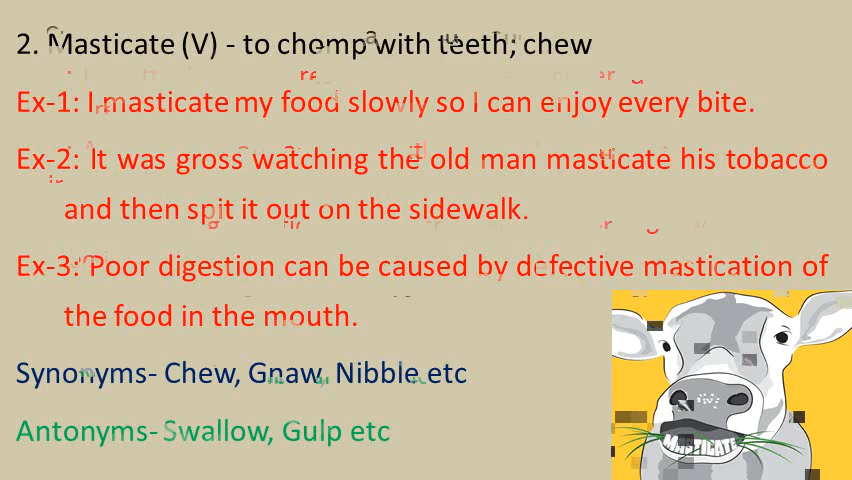 2. Masticate (V) - to chomp with teeth; chew
Ex-1: I masticate my food slowly so I can enjoy every bite.
Ex-2: It was gross watching the old man masticate his tobacco
and then spit it out on the sidewalk.
Ex-3: Poor digestion can be caused by defective mastication of
the food in the mouth.
Synonyms- Chew, Gnaw, Nibble etc
Antonyms- Swallow, Gulp etc
MASTICATE